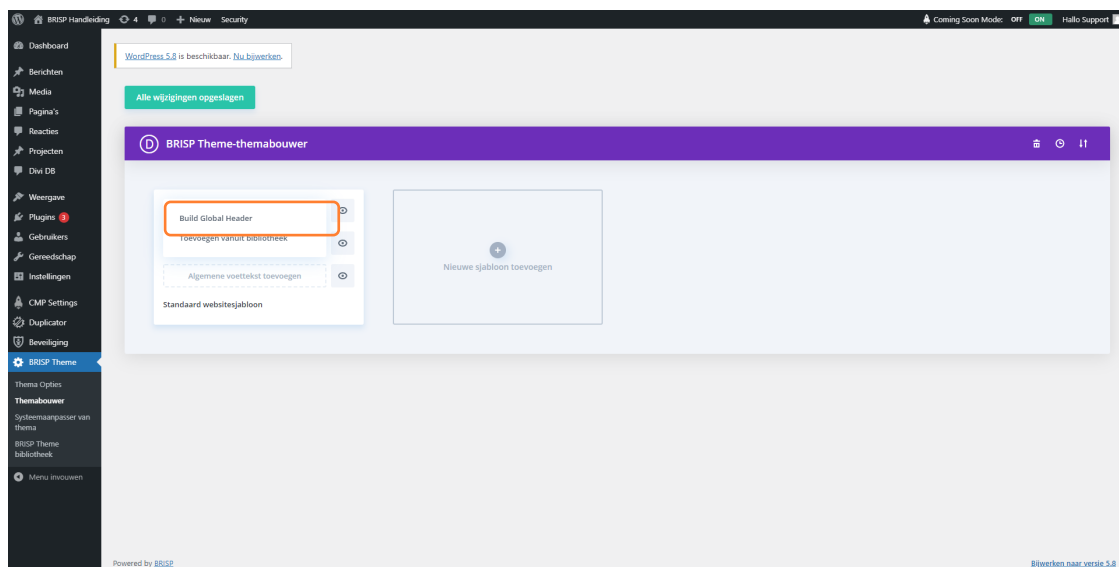 BRISP Handleiding 4 0 + Nieuw Security Coming Soon Mode: OFF ON Hallo Support
Dashboard
Berichten
Media
Pagina's
Reacties
Projecten
Divi DB
Weergave
Plugins 3
Gebruikers
Gereedschap
Instellingen
CMP Settings
Duplicator
Beveiliging
BRISP Theme
Thema Opties
Themabouwer
Systeemaanpasser van
thema
BRISP Theme
bibliotheek
Menu invouwen
WordPress 5.8 is beschikbaar. Nu bijwerken.
Alle wijzigingen opgeslagen
D BRISP Theme-themabouwer
Build Global Header
Toevoegen vanuit bibliotheek
Algemene voettekst toevoegen
Standaard websitesjabloon
Nieuwe sjabloon toevoegen
Powered by BRISP
Bijwerken naar versie 5.8